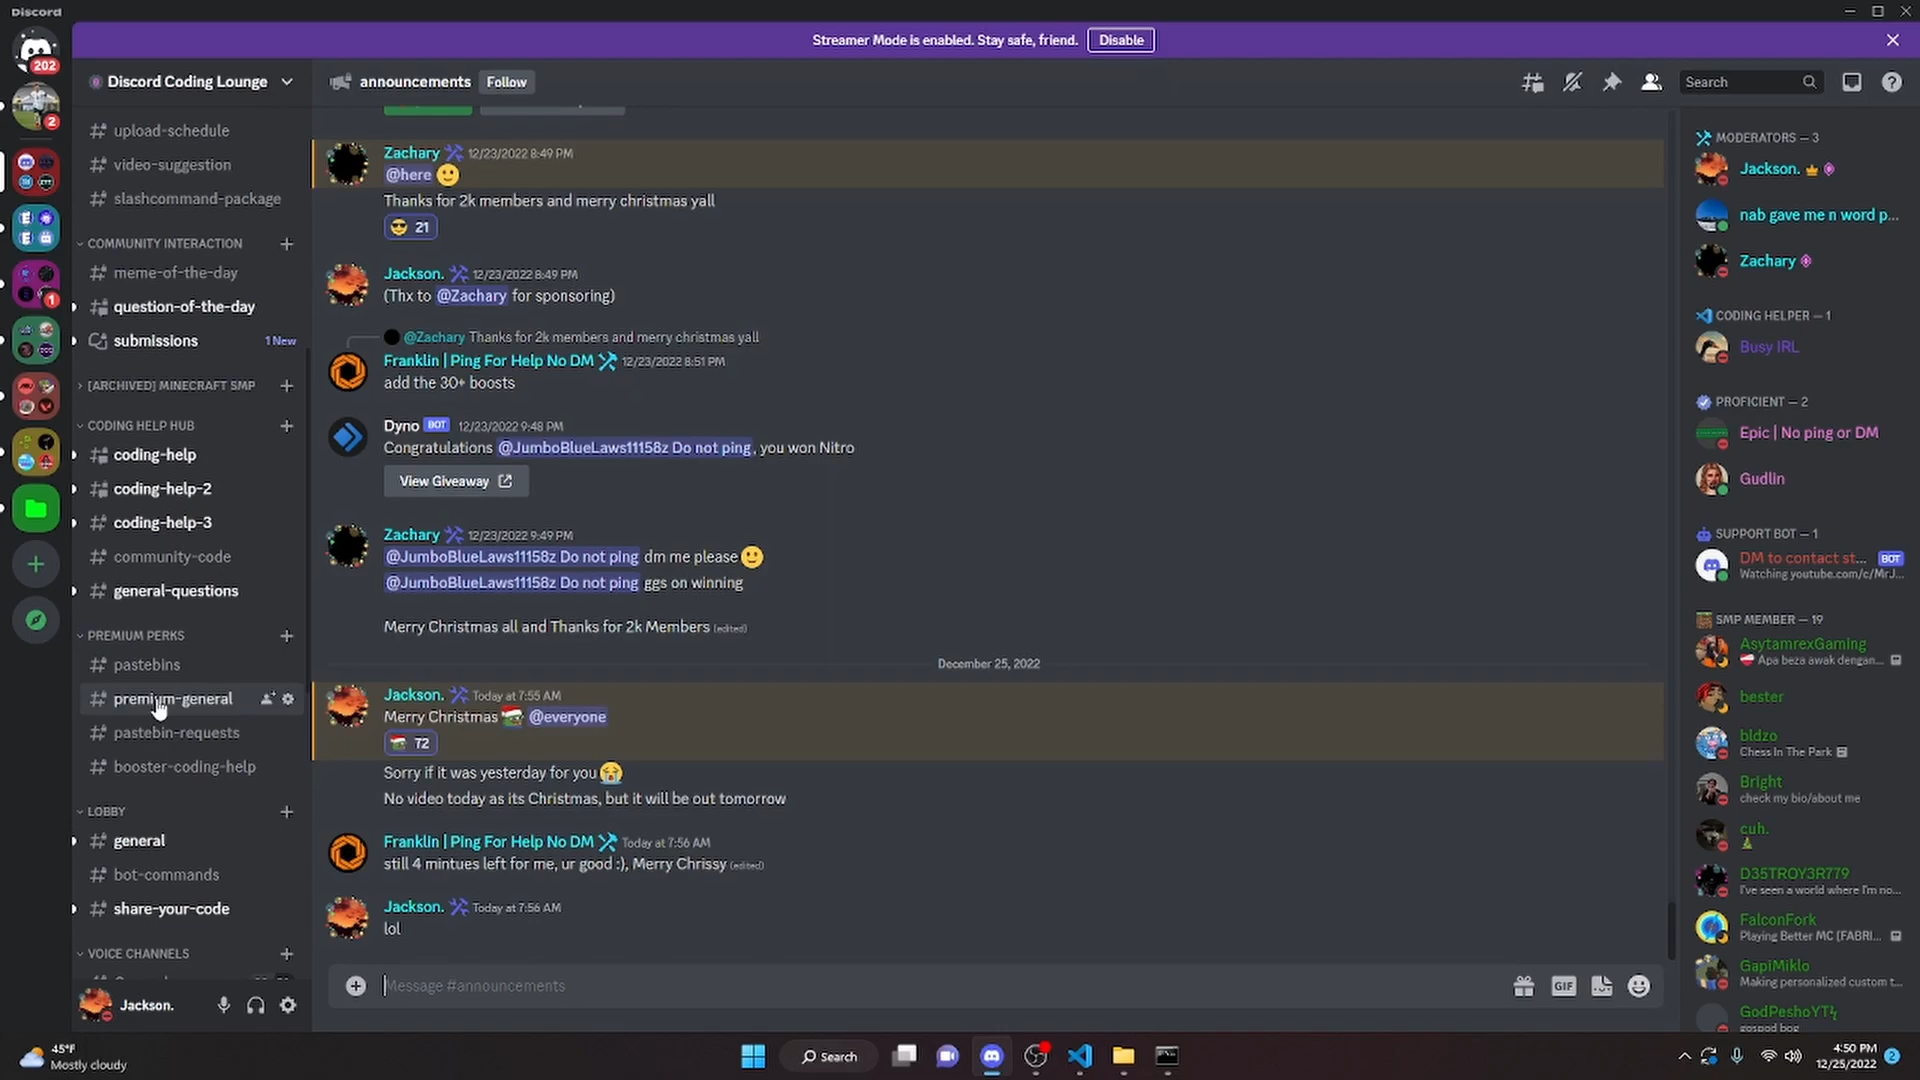 Discord
Streamer Mode is enabled. Stay safe, friend.
Disable
202
2
1
Discord Coding Lounge
upload-schedule
video-suggestion
slashcommand-package
COMMUNITY INTERACTION
meme-of-the-day
question-of-the-day
submissions
1 New
[ARCHIVED] MINECRAFT SMP
CODING HELP HUB
coding-help
coding-help-2
coding-help-3
community-code
general-questions
PREMIUM PERKS
pastebins
premium-general
pastebin-requests
booster-coding-help
LOBBY
general
bot-commands
share-your-code
VOICE CHANNELS
Jackson.
announcements
Follow
Search
Zachary 12/23/2022 8:49 PM
@here
Thanks for 2k members and merry christmas yall
21
Jackson. 12/23/2022 8:49 PM
(Thx to @Zachary for sponsoring)
@Zachary Thanks for 2k members and merry christmas yall
Franklin | Ping For Help No DM 12/23/2022 8:51 PM
add the 30+ boosts
Dyno BOT 12/23/2022 9:48 PM
Congratulations @JumboBlueLaws11158z Do not ping, you won Nitro
View Giveaway
Zachary 12/23/2022 9:49 PM
@JumboBlueLaws11158z Do not ping dm me please
@JumboBlueLaws11158z Do not ping ggs on winning
Merry Christmas all and Thanks for 2k Members (edited)
December 25, 2022
Jackson. Today at 7:55 AM
Merry Christmas @everyone
72
Sorry if it was yesterday for you
No video today as its Christmas, but it will be out tomorrow
Franklin | Ping For Help No DM Today at 7:56 AM
still 4 mintues left for me, ur good :), Merry Chrissy (edited)
Jackson. Today at 7:56 AM
lol
Message #announcements
GIF
MODERATORS — 3
Jackson.
nab gave me n word p...
Zachary
CODING HELPER — 1
Busy IRL
PROFICIENT — 2
Epic | No ping or DM
Gudlin
SUPPORT BOT — 1
DM to contact st... BOT
Watching youtube.com/c/MrJ...
SMP MEMBER — 19
AsytamrexGaming
Apa beza awak dengan...
bester
bldzo
Chess In The Park
Bright
check my bio/about me
cuh.
D35TROY3R779
I've seen a world where I'm no...
FalconFork
Playing Better MC [FABRI...
GapiMiklo
Making personalized custom t...
GodPeshoYT
gospod bog
45°F
Mostly cloudy
Search
4:50 PM
12/25/2022
2